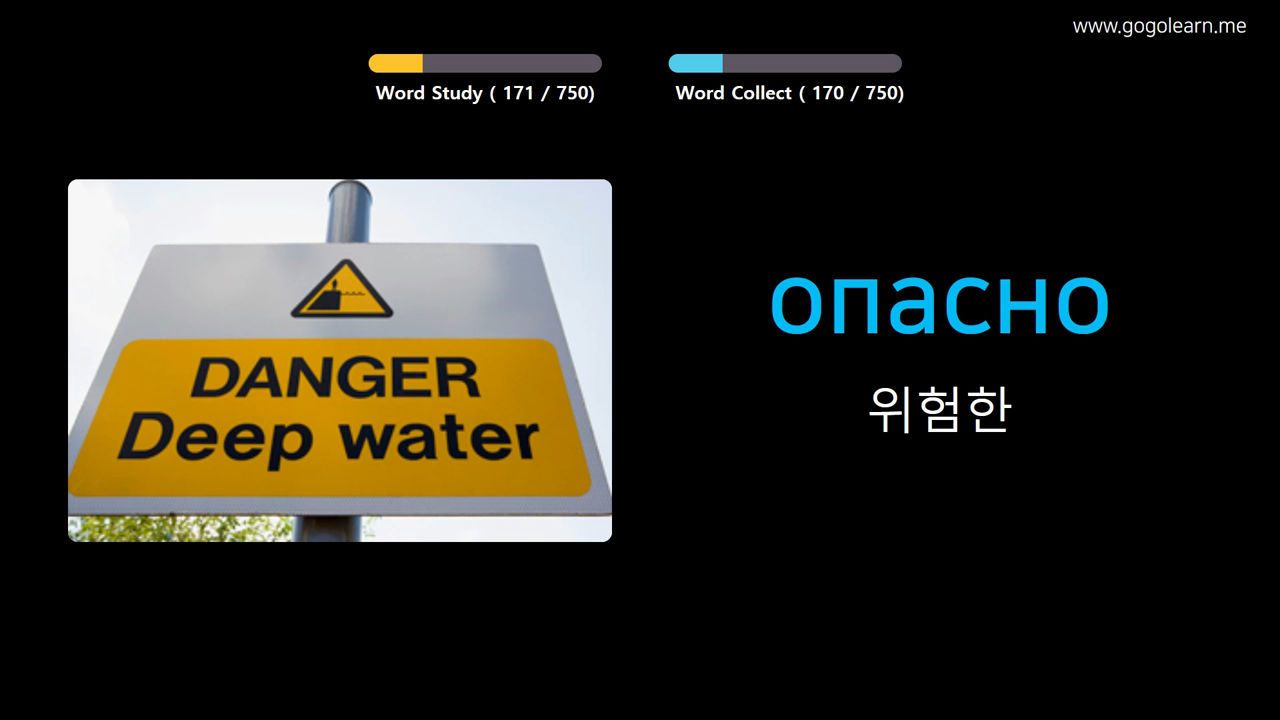 www.gogolearn.me
Word Study ( 171 / 750)
Word Collect ( 170 / 750)
DANGER
Deep water
опасно
위험한